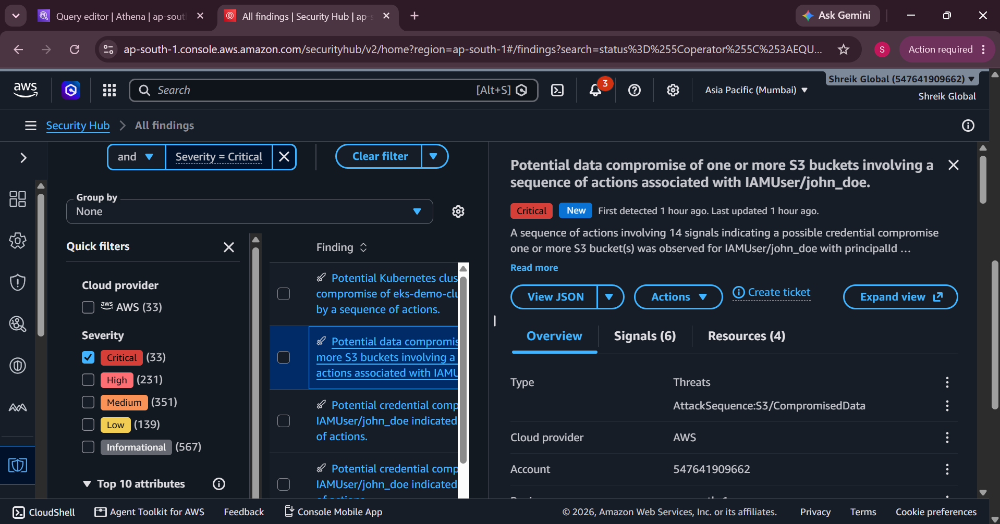 Query editor | Athena | ap-sout
All findings | Security Hub | ap-s
Ask Gemini
ap-south-1.console.aws.amazon.com/securityhub/v2/home?region=ap-south-1#/findings?search=status%3D%255Coperator%255C%253AEQU...
S
Action required
aws
Search
[Alt+S]
3
Asia Pacific (Mumbai)
Shreik Global (547641909662)
Shreik Global
Security Hub
All findings
and
Severity = Critical
Clear filter
Group by
None
Quick filters
Cloud provider
aws AWS (33)
Severity
Critical (33)
High (231)
Medium (351)
Low (139)
Informational (567)
Top 10 attributes
Finding
Potential Kubernetes clus
compromise of eks-demo-clu
by a sequence of actions.
Potential data compromis
more S3 buckets involving a
actions associated with IAMU
Potential credential comp
IAMUser/john_doe indicated
of actions.
Potential credential comp
IAMUser/john_doe indicated
Potential data compromise of one or more S3 buckets involving a
sequence of actions associated with IAMUser/john_doe.
Critical
New
First detected 1 hour ago. Last updated 1 hour ago.
A sequence of actions involving 14 signals indicating a possible credential compromise
one or more S3 bucket(s) was observed for IAMUser/john_doe with principalId ...
Read more
View JSON
Actions
Create ticket
Expand view
Overview
Signals (6)
Resources (4)
Type
Threats
AttackSequence:S3/CompromisedData
Cloud provider
AWS
Account
547641909662
CloudShell
Agent Toolkit for AWS
Feedback
Console Mobile App
© 2026, Amazon Web Services, Inc. or its affiliates.
Privacy
Terms
Cookie preferences